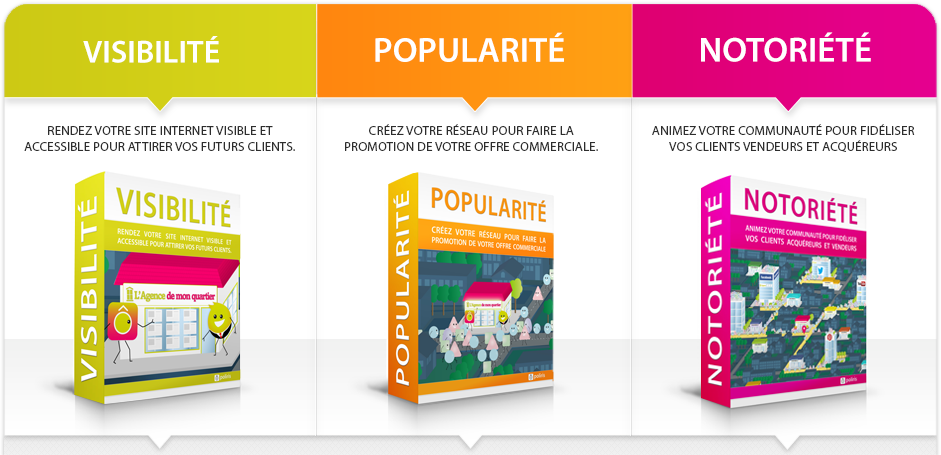 VISIBILITÉ
RENDEZ VOTRE SITE INTERNET VISIBLE ET
ACCESSIBLE POUR ATTIRER VOS FUTURS CLIENTS.
VISIBILITÉ
VISIBILITÉ
RENDEZ VOTRE SITE INTERNET VISIBLE ET
ACCESSIBLE POUR ATTIRER VOS FUTURS CLIENTS
L'Agence de mon quartier
POPULARITÉ
CRÉEZ VOTRE RÉSEAU POUR FAIRE LA
PROMOTION DE VOTRE OFFRE COMMERCIALE.
POPULARITÉ
POPULARITÉ
CRÉEZ VOTRE RÉSEAU POUR FAIRE LA
PROMOTION DE VOTRE OFFRE COMMERCIALE
L'Agence de mon quartier
NOTORIÉTÉ
ANIMEZ VOTRE COMMUNAUTÉ POUR FIDÉLISER
VOS CLIENTS VENDEURS ET ACQUÉREURS
NOTORIÉTÉ
NOTORIÉTÉ
ANIMEZ VOTRE COMMUNAUTÉ POUR FIDÉLISER
VOS CLIENTS ACQUÉREURS ET VENDEURS